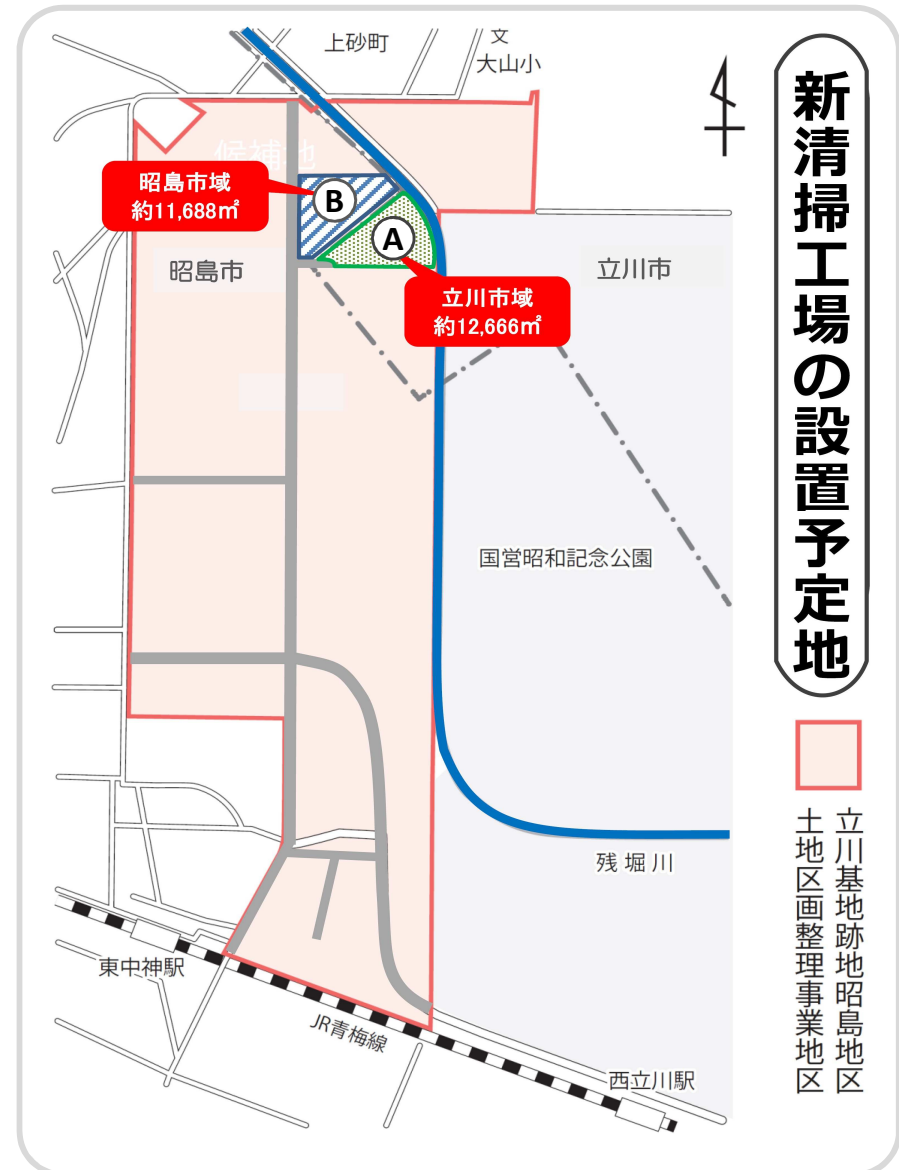 新清掃工場の設置予定地
上砂町
文
大山小
候補地
昭島市域
約11,688㎡
B
A
昭島市
立川市
立川市域
約12,666㎡
国営昭和記念公園
残堀川
東中神駅
JR青梅線
西立川駅
立川基地跡地昭島地区
土地区画整理事業地区